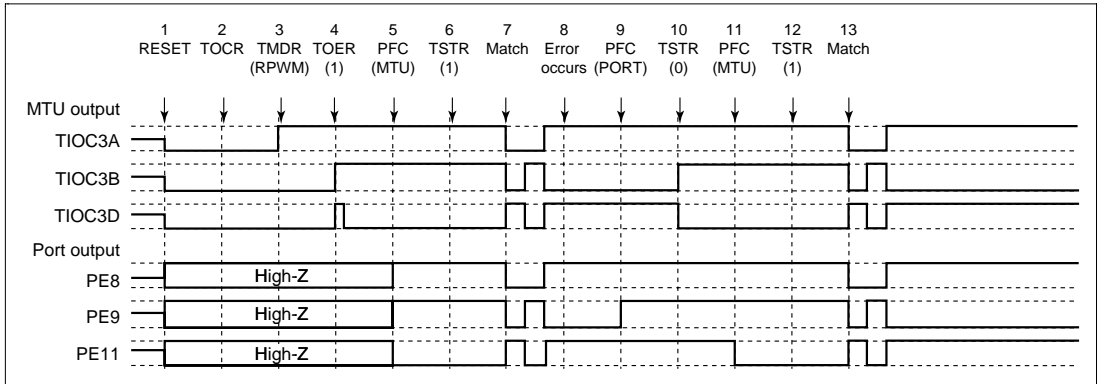 1 2 3 4 5 6 7 8 9 10 11 12 13
RESET TOCR TMDR TOER PFC TSTR Match Error PFC TSTR PFC TSTR Match
(RPWM) (1) (MTU) (1) occurs (PORT) (0) (MTU) (1)
MTU output
TIOC3A
TIOC3B
TIOC3D
Port output
PE8 High-Z
PE9 High-Z
PE11 High-Z